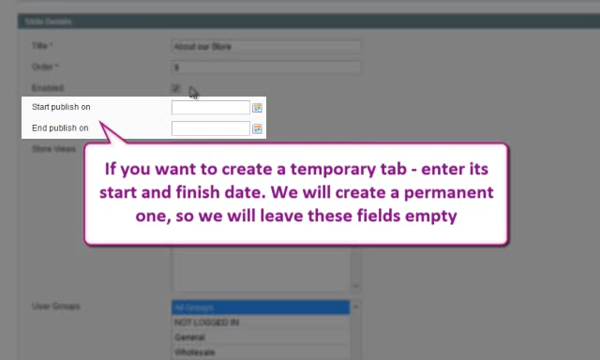 Slide Details
Title *
About our Store
Order *
Enabled
Start publish on
End publish on
Store Views
If you want to create a temporary tab - enter its
start and finish date. We will create a permanent
one, so we will leave these fields empty
User Groups
All Groups
NOT LOGGED IN
General
Wholesale